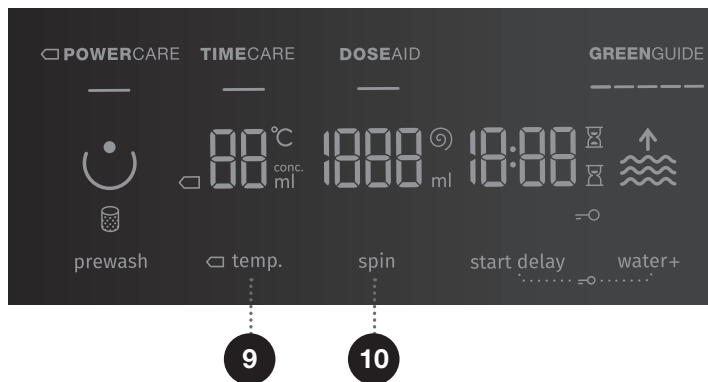 POWERCARE TIMECARE DOSEAID GREENGUIDE
88 °C 1888 18:88
conc.
ml ml
prewash temp. spin start delay water+
9 10